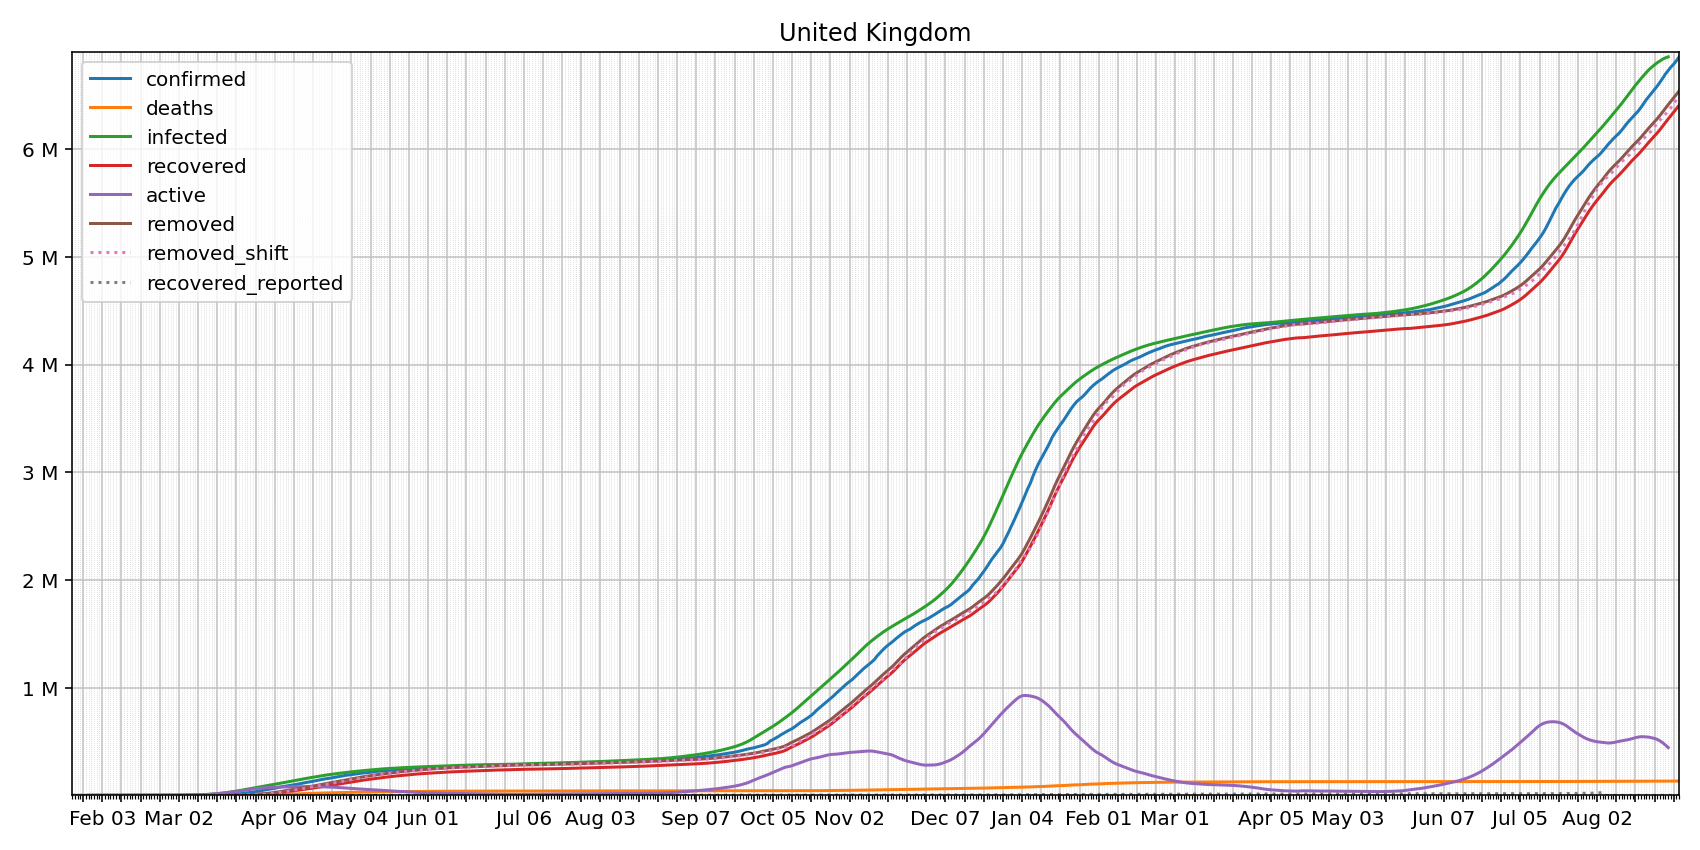 United Kingdom
confirmed
deaths
infected
recovered
active
removed
removed_shift
recovered_reported
6 M
5 M
4 M
3 M
2 M
1 M
Feb 03 Mar 02 Apr 06 May 04 Jun 01 Jul 06 Aug 03 Sep 07 Oct 05 Nov 02 Dec 07 Jan 04 Feb 01 Mar 01 Apr 05 May 03 Jun 07 Jul 05 Aug 02